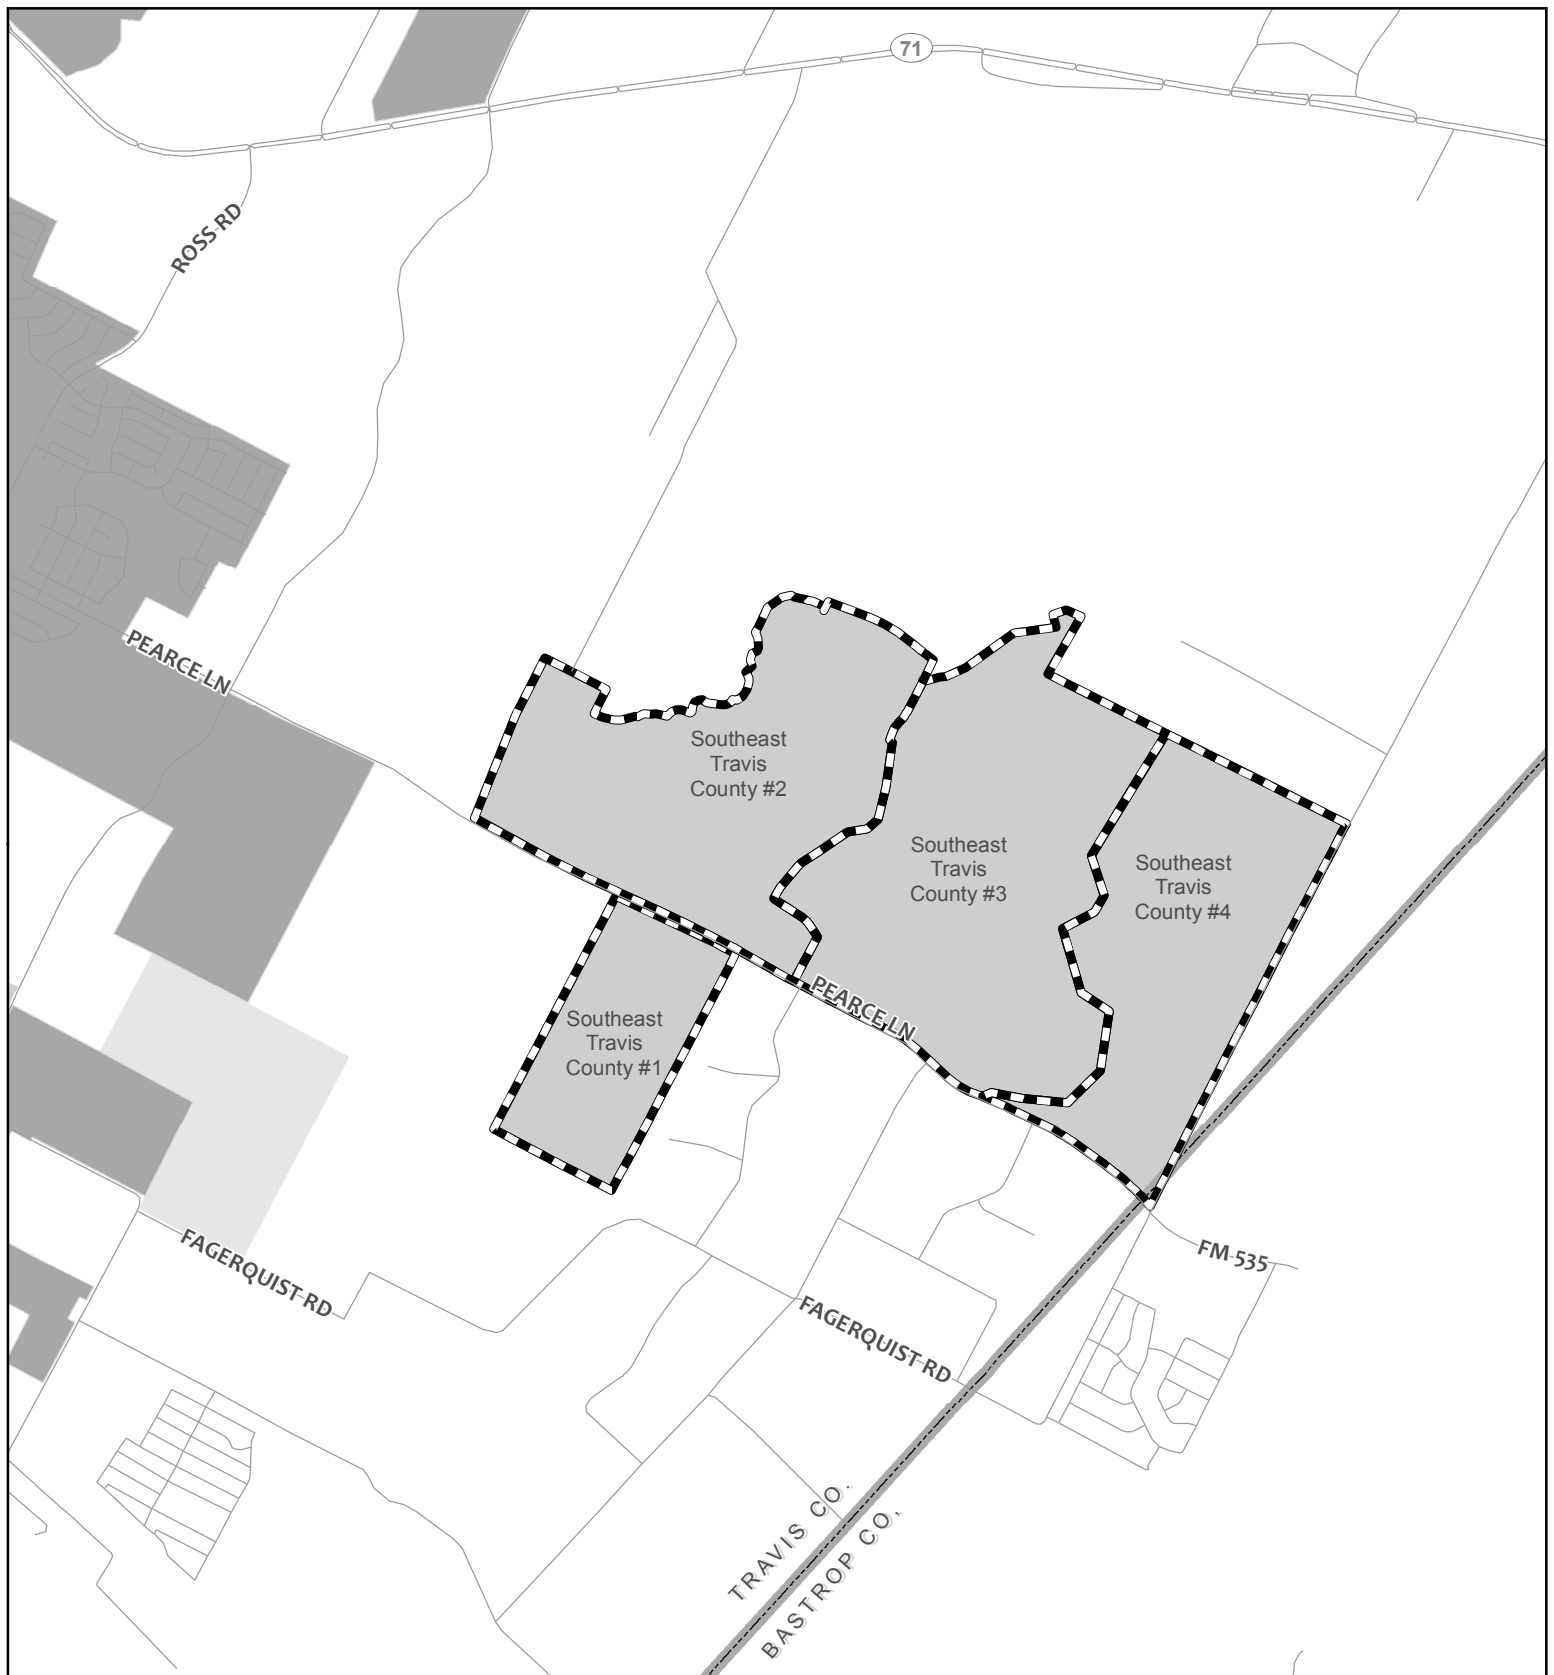 71
ROSS RD
PEARCE LN
Southeast
Travis
County #2
Southeast
Travis
County #3
Southeast
Travis
County #4
PEARCE LN
Southeast
Travis
County #1
FAGERQUIST RD
FM 535
FAGERQUIST RD
TRAVIS CO.
BASTROP CO.